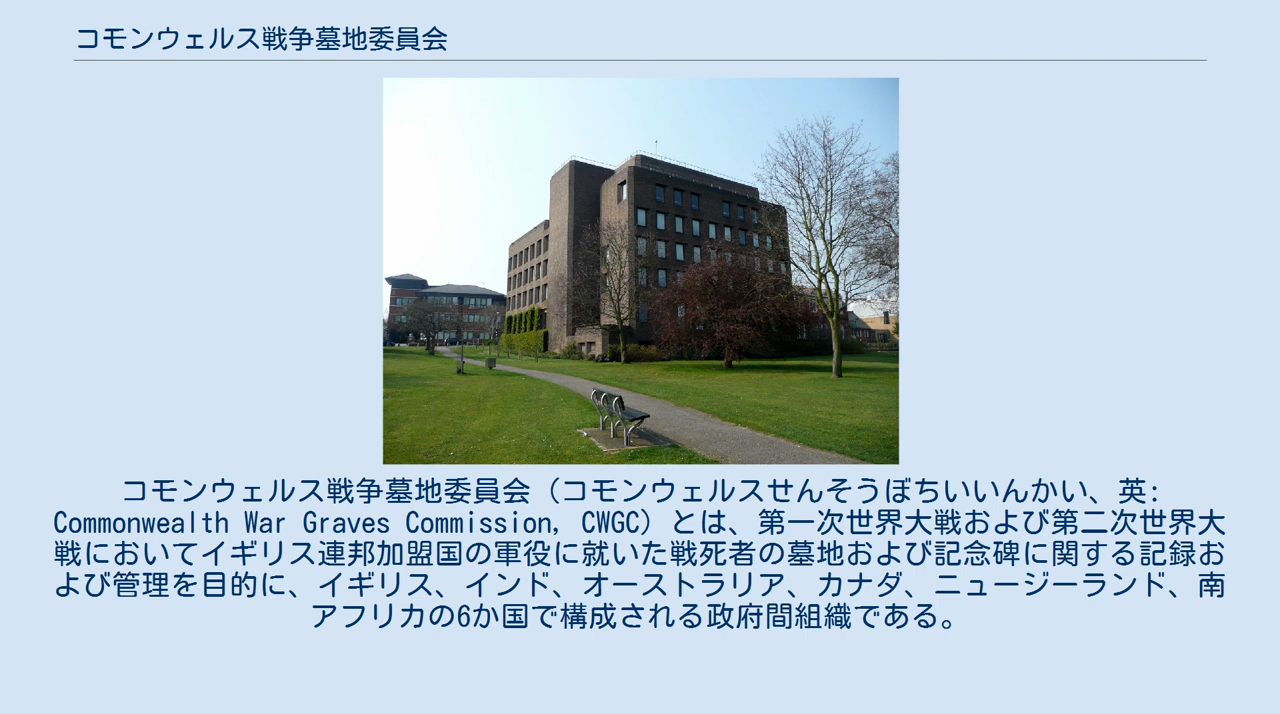 コモンウェルス戦争墓地委員会
コモンウェルス戦争墓地委員会（コモンウェルスせんそうぼちいいんかい、英:
Commonwealth War Graves Commission, CWGC）とは、第一次世界大戦および第二次世界大
戦においてイギリス連邦加盟国の軍役に就いた戦死者の墓地および記念碑に関する記録お
よび管理を目的に、イギリス、インド、オーストラリア、カナダ、ニュージーランド、南
アフリカの6か国で構成される政府間組織である。